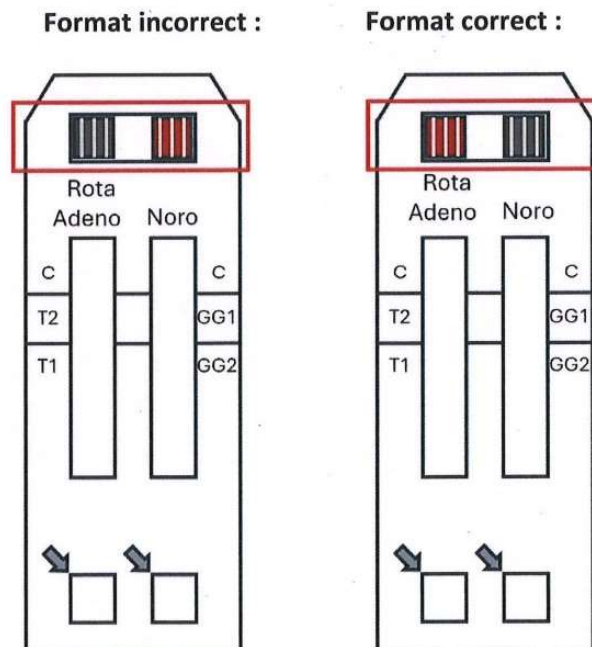 Format incorrect :
Rota
Adeno Noro
C C
T2 GG1
T1 GG2
Format correct :
Rota
Adeno Noro
C C
T2 GG1
T1 GG2